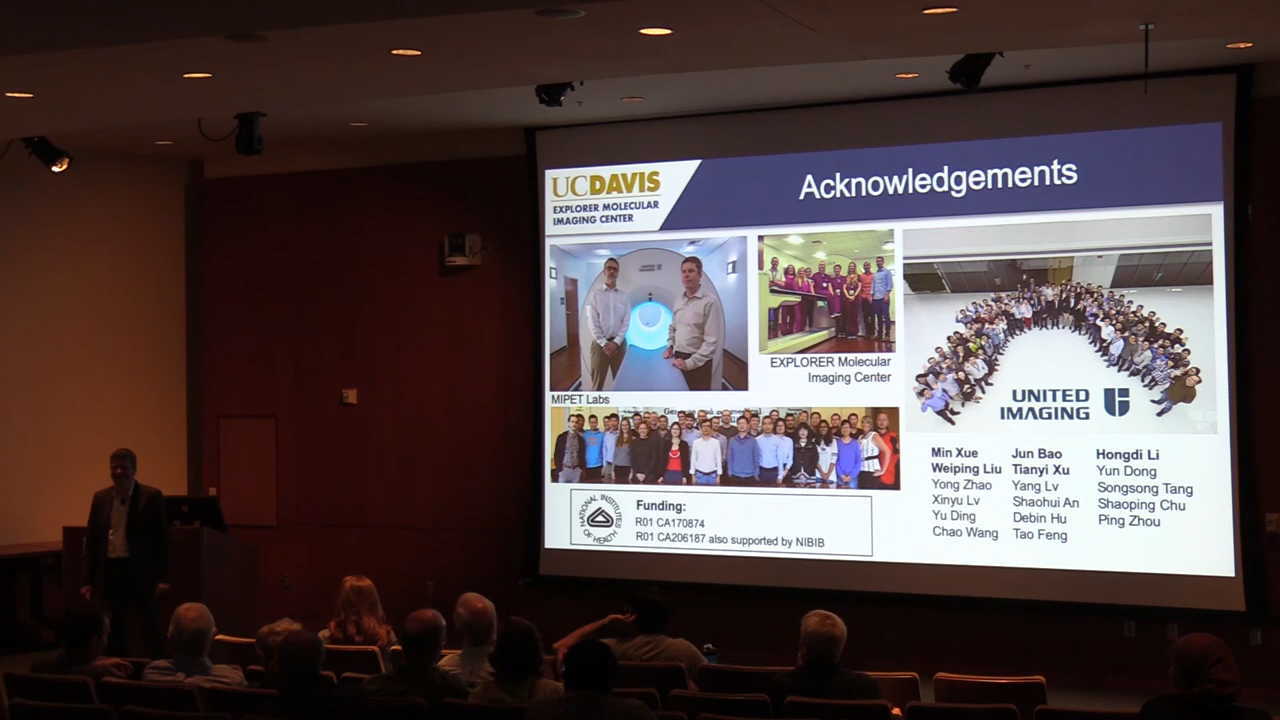 UCDAVIS
EXPLORER MOLECULAR
IMAGING CENTER
Acknowledgements
EXPLORER Molecular
Imaging Center
MIPET Labs
UNITED
IMAGING
Min Xue
Weiping Liu
Yong Zhao
Xinyu Lv
Yu Ding
Chao Wang
Jun Bao
Tianyi Xu
Yang Lv
Shaohui An
Debin Hu
Tao Feng
Hongdi Li
Yun Dong
Songsong Tang
Shaoping Chu
Ping Zhou
NATIONAL INSTITUTES
OF HEALTH
Funding:
R01 CA170874
R01 CA206187 also supported by NIBIB